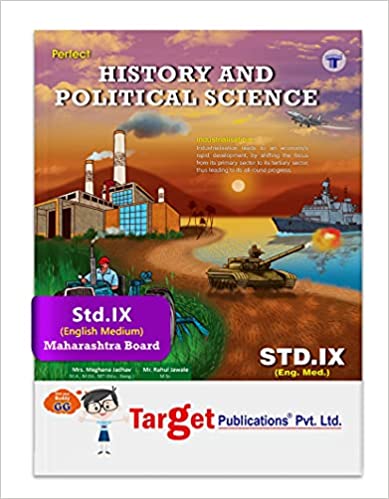 Perfect
HISTORY AND
POLITICAL SCIENCE
Industrialisation:
Industrialisation leads to an economy's
rapid development, by shifting the focus
from its primary sector to its tertiary sector,
thus leading to its all-round progress.
Std.IX
(English Medium)
Maharashtra Board
STD.IX
(Eng. Med.)
Mrs. Meghana Jadhav
Mr. Rahul Jawale
Target Publications® Pvt. Ltd.